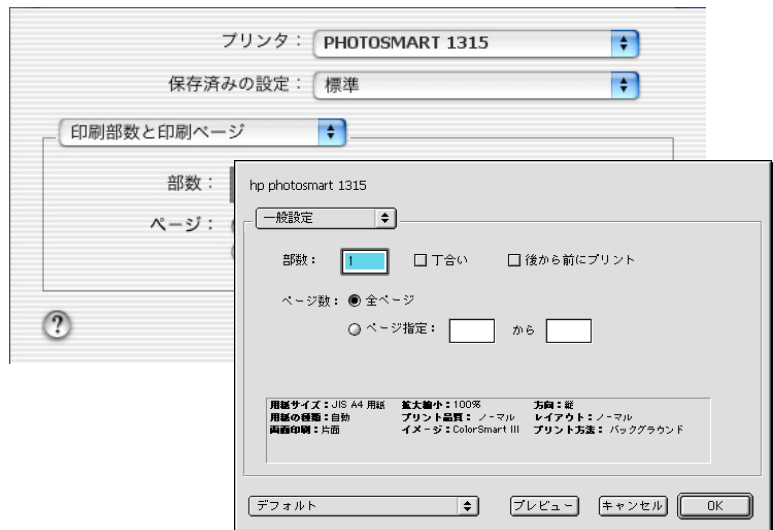 プリンタ： PHOTOSMART 1315
保存済みの設定： 標準
印刷部数と印刷ページ
部数：
ページ：
?
hp photosmart 1315
一般設定
部数： 1 丁合い 後から前にプリント
ページ数： 全ページ
ページ指定： から
用紙サイズ：JIS A4 用紙 拡大縮小：100% 方向：縦
用紙の種類：自動 プリント品質： ノーマル レイアウト：ノーマル
両面印刷：片面 イメージ：ColorSmart III プリント方法： バックグラウンド
デフォルト プレビュー キャンセル OK